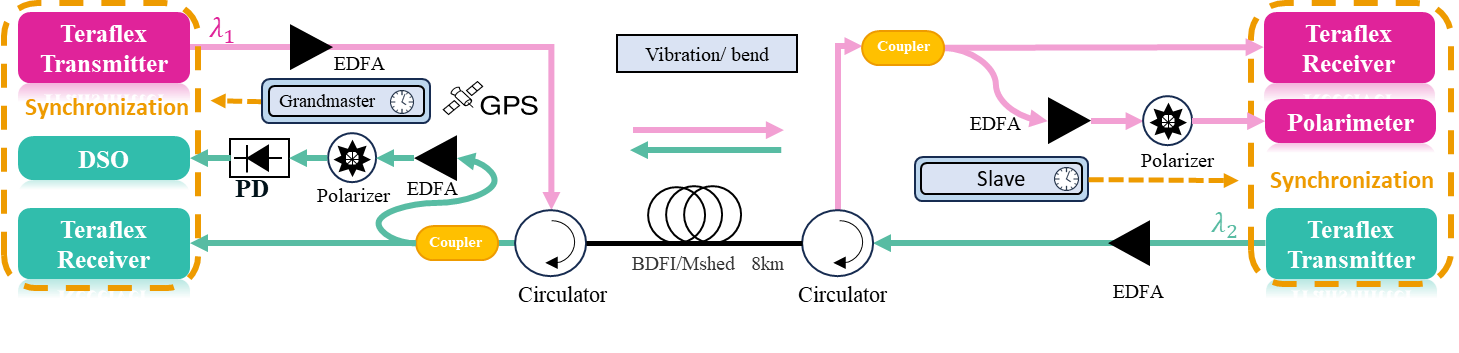 Teraflex
Transmitter
λ1
EDFA
Grandmaster
GPS
Synchronization
DSO
PD
Polarizer
EDFA
Teraflex
Receiver
Coupler
Circulator
Vibration/ bend
BDFI/Mshed 8km
Circulator
Coupler
EDFA
Polarizer
Slave
Teraflex
Receiver
Polarimeter
Synchronization
λ2
EDFA
Teraflex
Transmitter